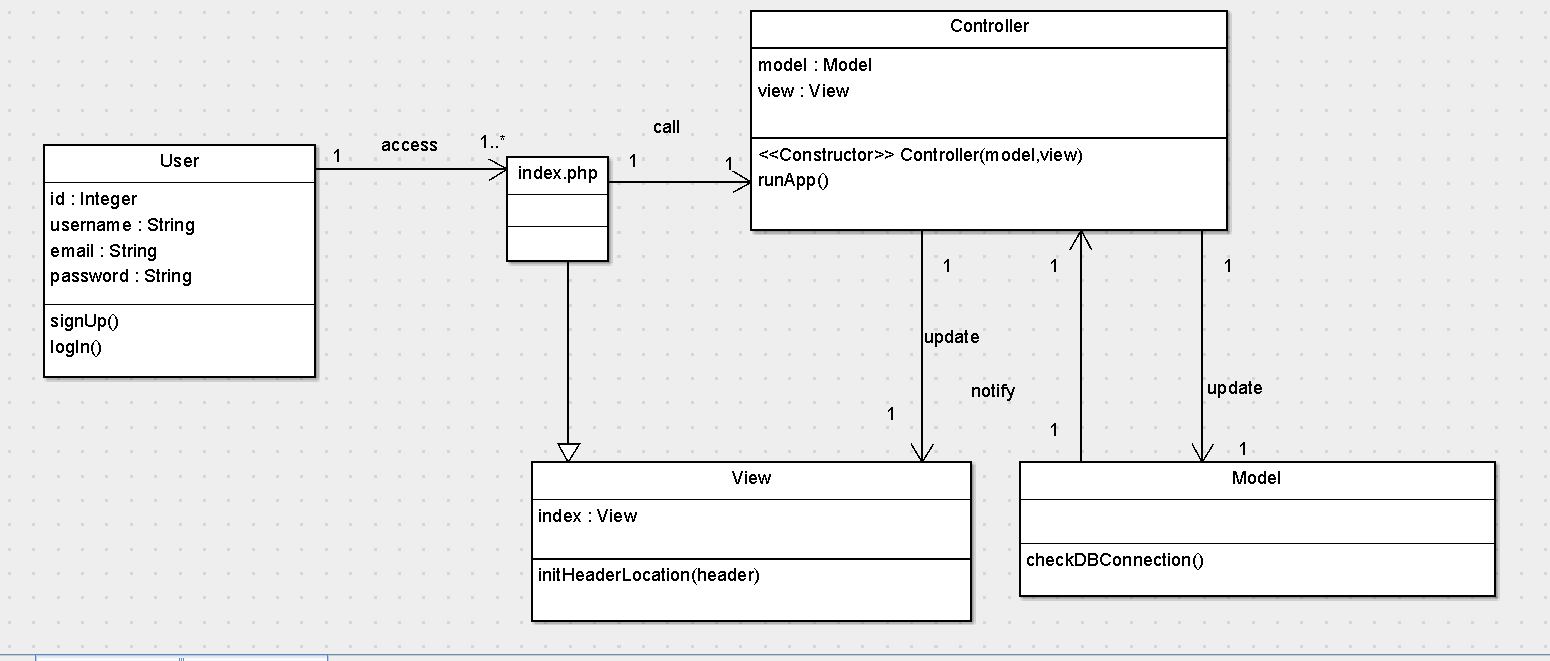 Controller
model : Model
view : View
<<Constructor>> Controller(model,view)
runApp()
User
id : Integer
username : String
email : String
password : String
signUp()
logIn()
1
access
1..*
index.php
1
call
1
1
update
1
1
notify
1
1
update
1
View
index : View
initHeaderLocation(header)
Model
checkDBConnection()